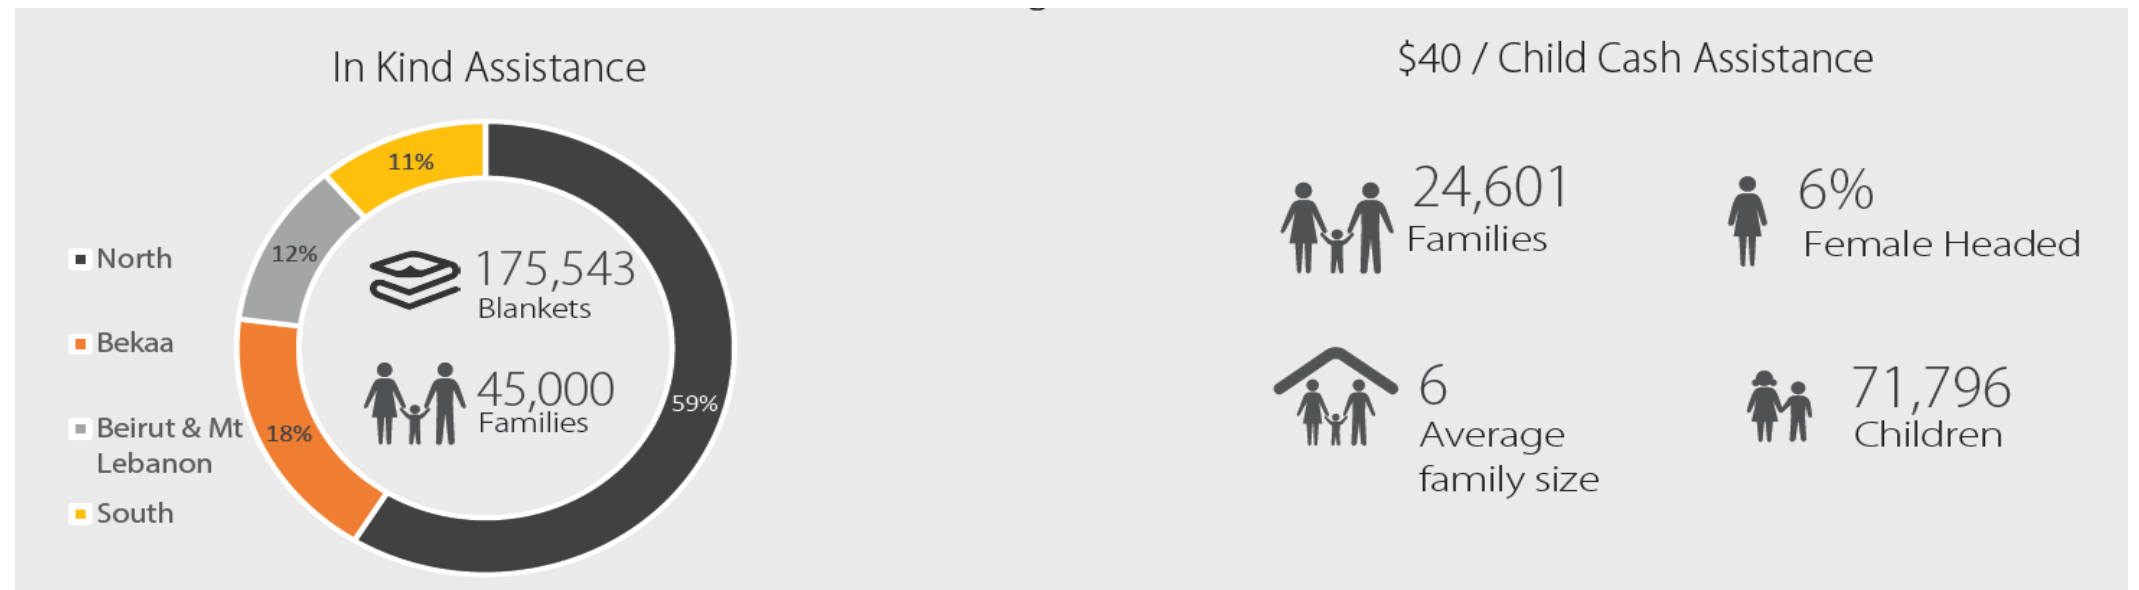 In Kind Assistance
11%
12%
18%
59%
175,543
Blankets
45,000
Families
North
Bekaa
Beirut & Mt
Lebanon
South
$40 / Child Cash Assistance
24,601
Families
6%
Female Headed
6
Average
family size
71,796
Children